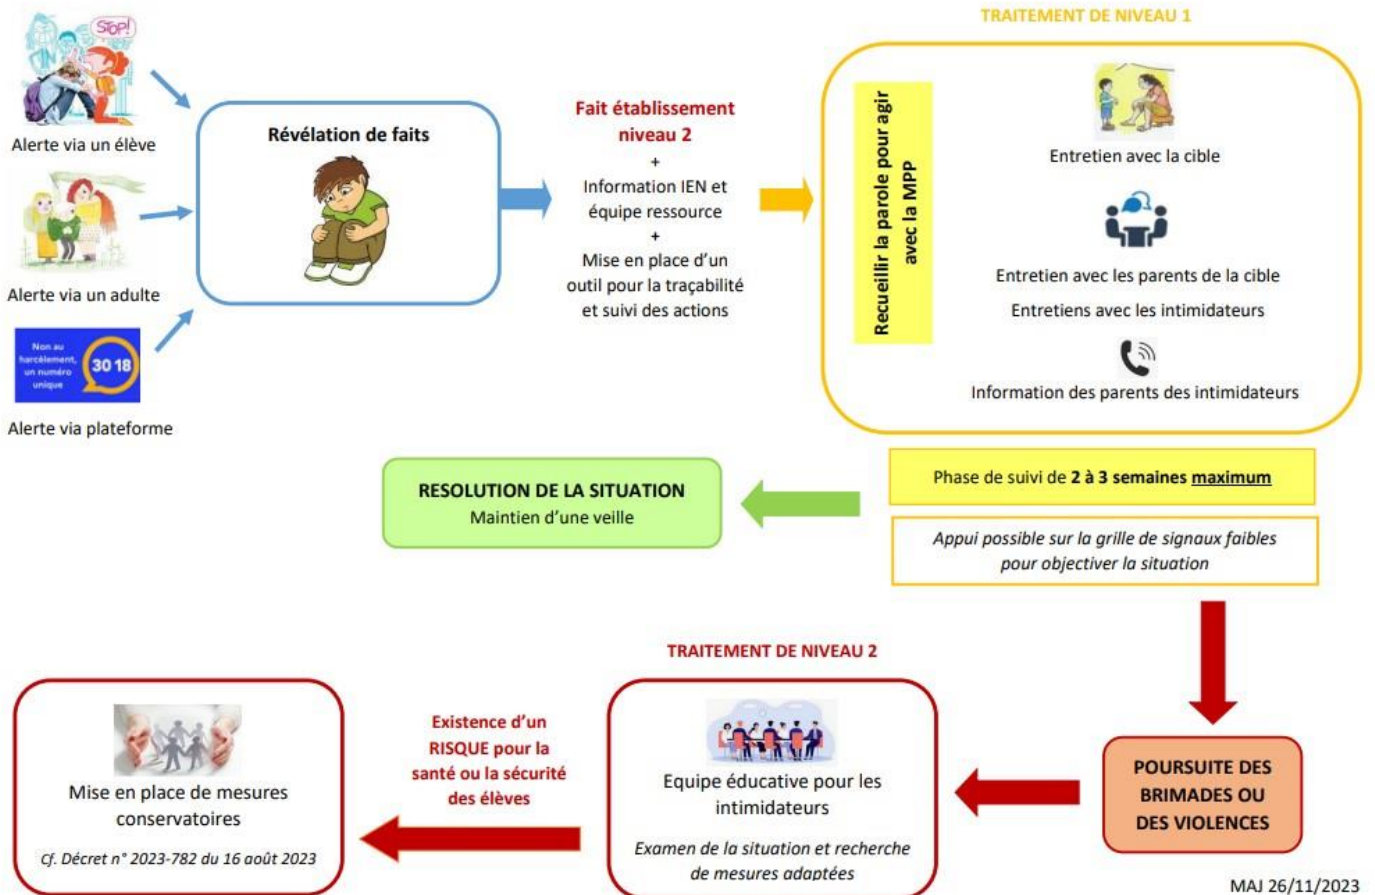 STOP!
Alerte via un élève
Alerte via un adulte
Non au
harcèlement,
un numéro
unique
30 18
Alerte via plateforme
Révélation de faits
Fait établissement
niveau 2
+
Information IEN et
équipe ressource
+
Mise en place d'un
outil pour la traçabilité
et suivi des actions
TRAITEMENT DE NIVEAU 1
Recueillir la parole pour agir
avec la MPP
Entretien avec la cible
Entretien avec les parents de la cible
Entretiens avec les intimidateurs
Information des parents des intimidateurs
Phase de suivi de 2 à 3 semaines maximum
Appui possible sur la grille de signaux faibles
pour objectiver la situation
RESOLUTION DE LA SITUATION
Maintien d'une veille
POURSUITE DES
BRIMADES OU
DES VIOLENCES
TRAITEMENT DE NIVEAU 2
Equipe éducative pour les
intimidateurs
Examen de la situation et recherche
de mesures adaptées
Existence d'un
RISQUE pour la
santé ou la sécurité
des élèves
Mise en place de mesures
conservatoires
Cf. Décret n° 2023-782 du 16 août 2023
MAJ 26/11/2023